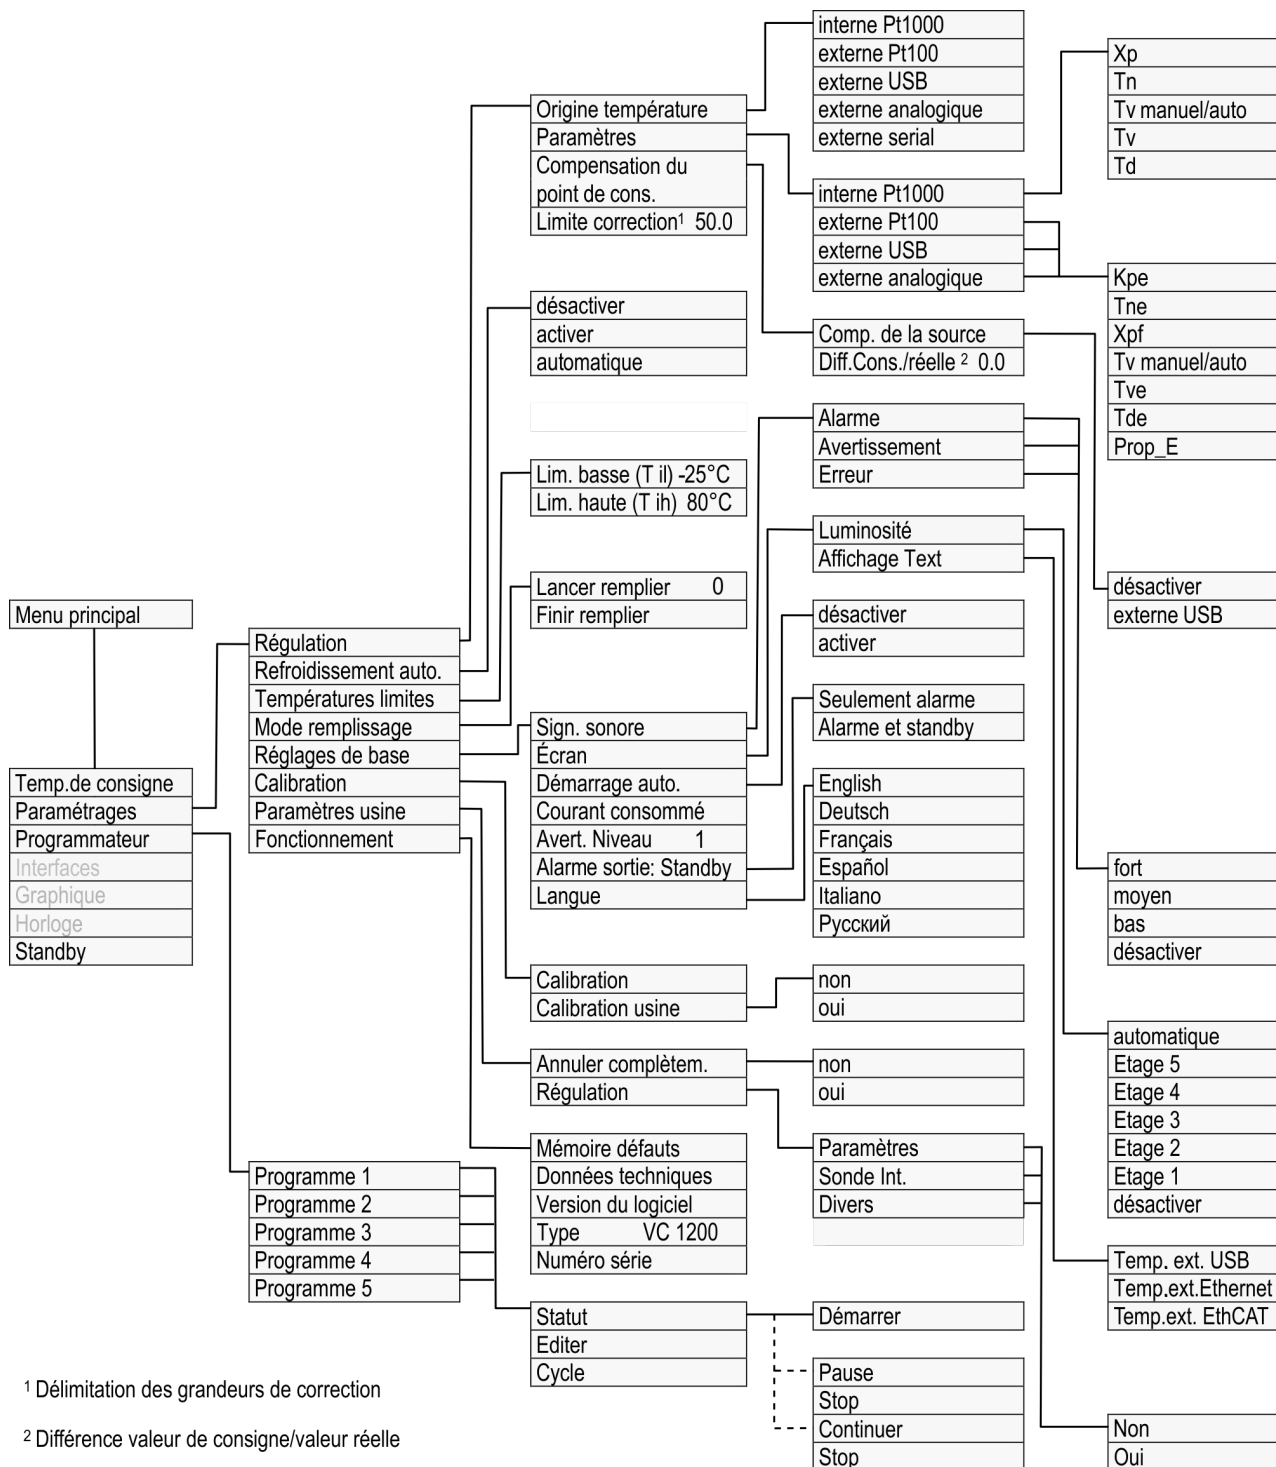 Menu principal
Temp.de consigne
Paramétrages
Programmateur
Interfaces
Graphique
Horloge
Standby
Régulation
Refroidissement auto.
Températures limites
Mode remplissage
Réglages de base
Calibration
Paramètres usine
Fonctionnement
Programme 1
Programme 2
Programme 3
Programme 4
Programme 5
Origine température
Paramètres
Compensation du
point de cons.
Limite correction¹ 50.0
désactiver
activer
automatique
Lim. basse (T il) -25°C
Lim. haute (T ih) 80°C
Lancer remplier 0
Finir remplier
Sign. sonore
Écran
Démarrage auto.
Courant consommé
Avert. Niveau 1
Alarme sortie: Standby
Langue
Calibration
Calibration usine
Annuler complètem.
Régulation
Mémoire défauts
Données techniques
Version du logiciel
Type VC 1200
Numéro série
Statut
Editer
Cycle
interne Pt1000
externe Pt100
externe USB
externe analogique
externe serial
interne Pt1000
externe Pt100
externe USB
externe analogique
Comp. de la source
Diff.Cons./réelle ² 0.0
Alarme
Avertissement
Erreur
Luminosité
Affichage Text
désactiver
activer
Seulement alarme
Alarme et standby
English
Deutsch
Français
Español
Italiano
Русский
non
oui
non
oui
Paramètres
Sonde Int.
Divers
Démarrer
Pause
Stop
Continuer
Stop
Xp
Tn
Tv manuel/auto
Tv
Td
Kpe
Tne
Xpf
Tv manuel/auto
Tve
Tde
Prop_E
désactiver
externe USB
fort
moyen
bas
désactiver
automatique
Etage 5
Etage 4
Etage 3
Etage 2
Etage 1
désactiver
Temp. ext. USB
Temp.ext.Ethernet
Temp.ext. EthCAT
Non
Oui
¹ Délimitation des grandeurs de correction
² Différence valeur de consigne/valeur réelle